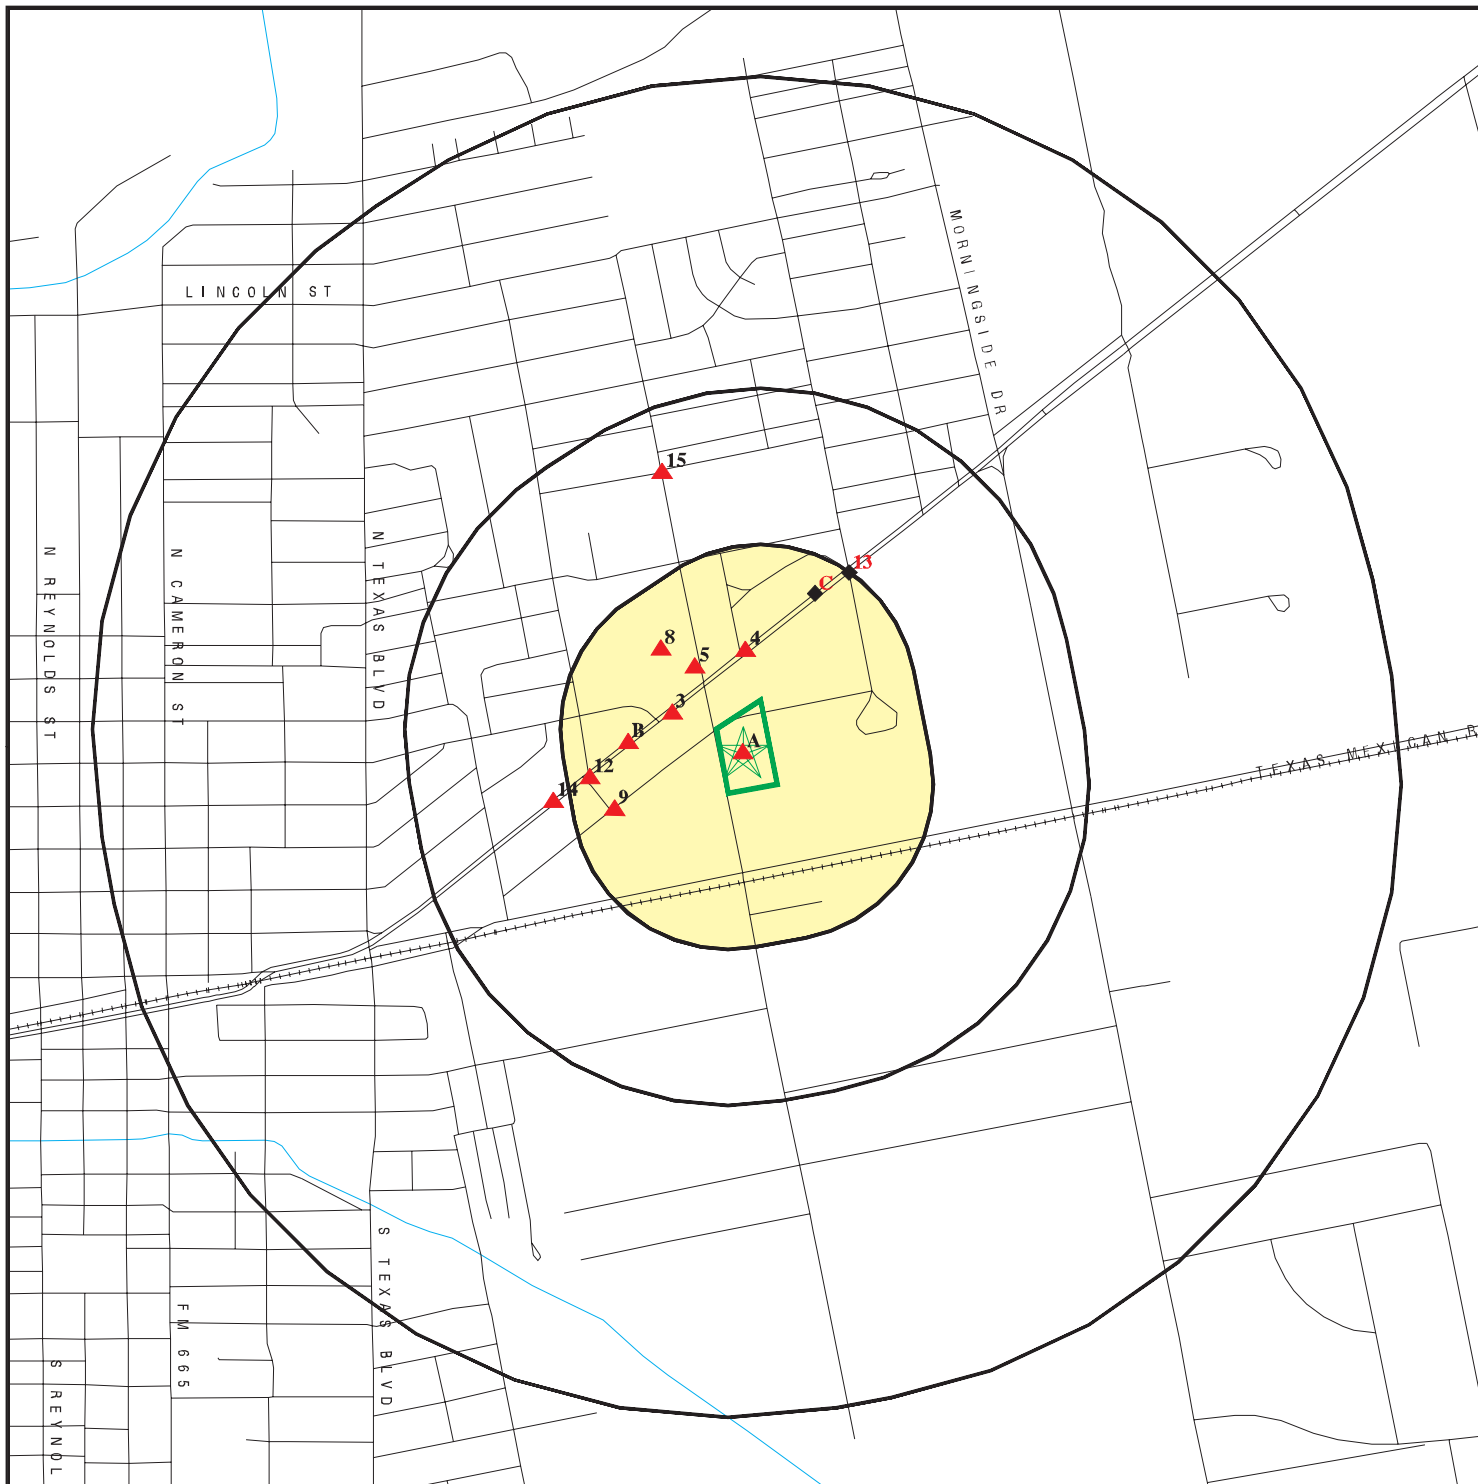 MORNINGSIDE DR
LINCOLN ST
15
N REYNOLDS ST
N CAMERON ST
N TEXAS BLVD
13
C
8
4
5
3
B
A
12
14
9
TEXAS MEXICAN R
S TEXAS BLVD
FM 665
S REYNOL